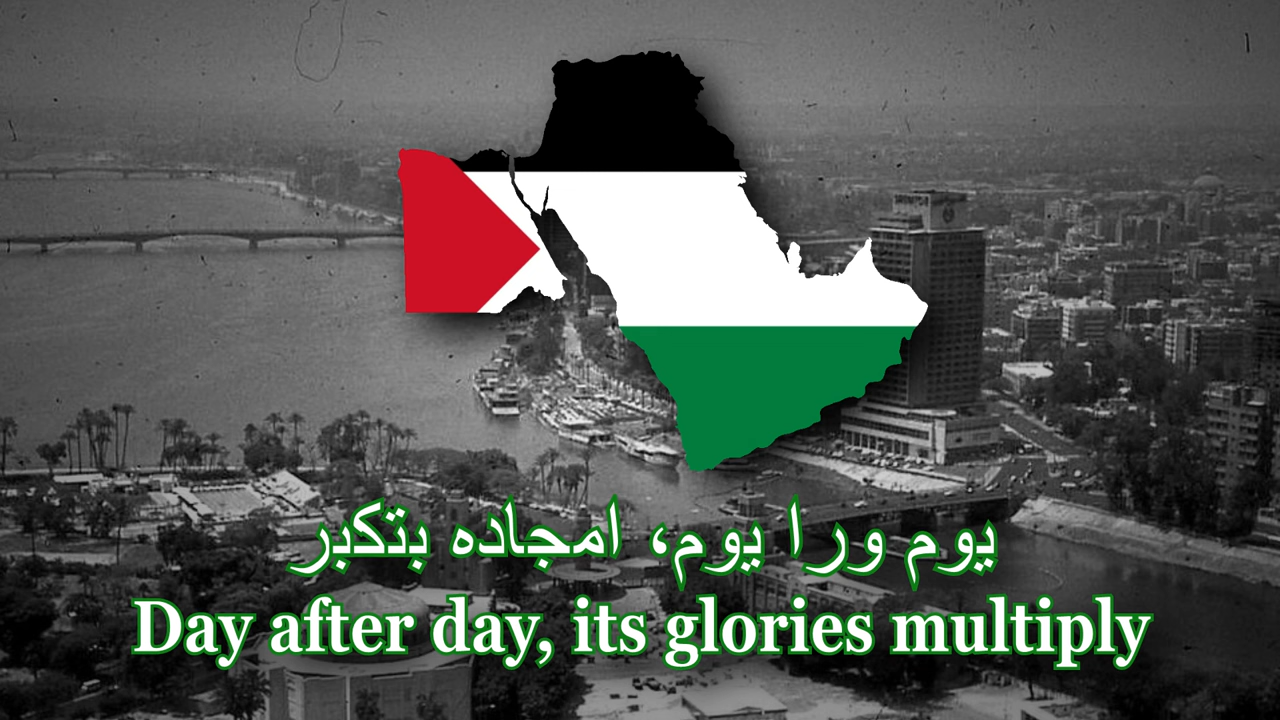 يوم ورا يوم، امجاده بتكبر
Day after day, its glories multiply